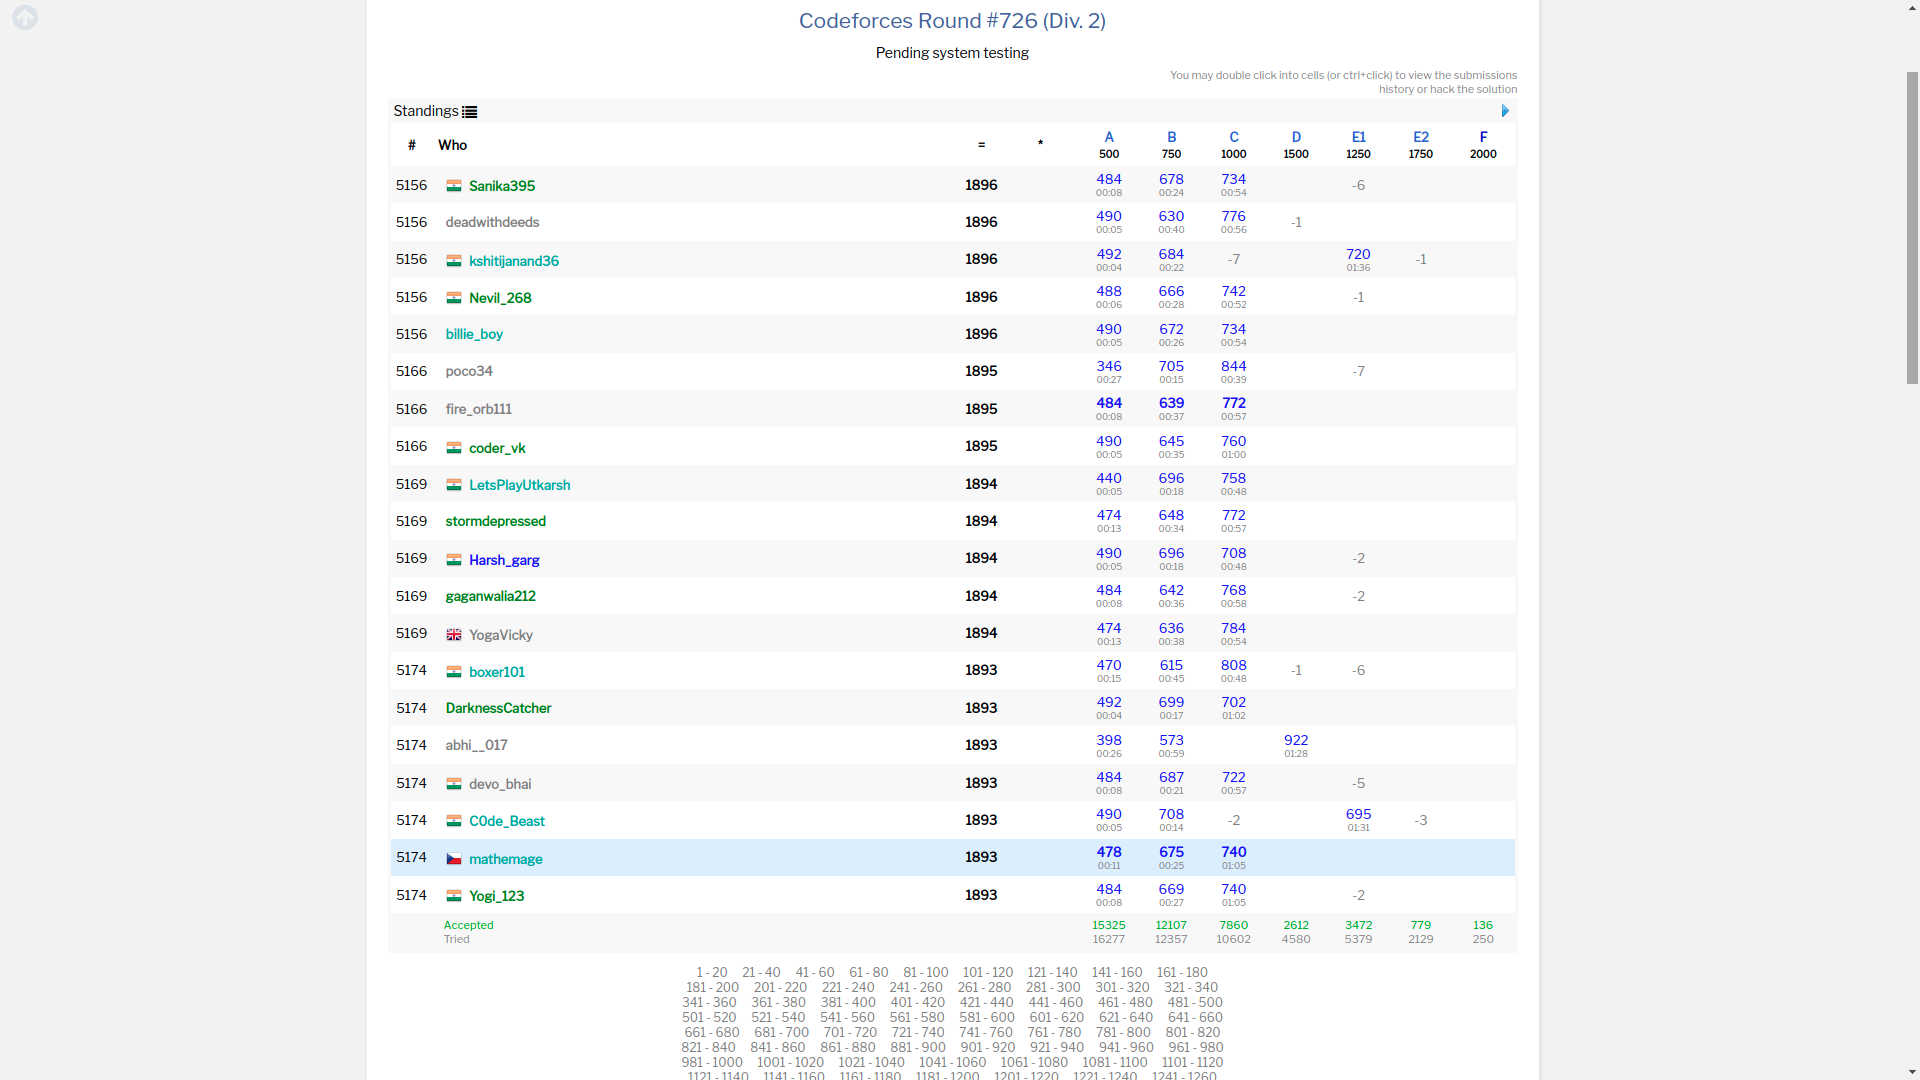 Codeforces Round #726 (Div. 2)
Pending system testing
You may double click into cells (or ctrl+click) to view the submissions
history or hack the solution
Standings
# Who = * A B C D E1 E2 F
500 750 1000 1500 1250 1750 2000
5156 Sanika395 1896 484 678 734 -6
00:08 00:24 00:54
5156 deadwithdeeds 1896 490 630 776 -1
00:05 00:40 00:56
5156 kshitijanand36 1896 492 684 -7 720 -1
00:04 00:22 01:36
5156 Nevil_268 1896 488 666 742 -1
00:06 00:28 00:52
5156 billie_boy 1896 490 672 734
00:05 00:26 00:54
5166 poco34 1895 346 705 844 -7
00:27 00:15 00:39
5166 fire_orb111 1895 484 639 772
00:08 00:37 00:57
5166 coder_vk 1895 490 645 760
00:05 00:35 01:00
5169 LetsPlayUtkarsh 1894 440 696 758
00:05 00:18 00:48
5169 stormdepressed 1894 474 648 772
00:13 00:34 00:57
5169 Harsh_garg 1894 490 696 708 -2
00:05 00:18 00:48
5169 gaganwalia212 1894 484 642 768 -2
00:08 00:36 00:58
5169 YogaVicky 1894 474 636 784
00:13 00:38 00:54
5174 boxer101 1893 470 615 808 -1 -6
00:15 00:45 00:48
5174 DarknessCatcher 1893 492 699 702
00:04 00:17 01:02
5174 abhi__017 1893 398 573 922
00:26 00:59 01:28
5174 devo_bhai 1893 484 687 722 -5
00:08 00:21 00:57
5174 C0de_Beast 1893 490 708 -2 695 -3
00:05 00:14 01:31
5174 mathemage 1893 478 675 740
00:11 00:25 01:05
5174 Yogi_123 1893 484 669 740 -2
00:08 00:27 01:05
Accepted 15325 12107 7860 2612 3472 779 136
Tried 16277 12357 10602 4580 5379 2129 250
1 - 20 21 - 40 41 - 60 61 - 80 81 - 100 101 - 120 121 - 140 141 - 160 161 - 180
181 - 200 201 - 220 221 - 240 241 - 260 261 - 280 281 - 300 301 - 320 321 - 340
341 - 360 361 - 380 381 - 400 401 - 420 421 - 440 441 - 460 461 - 480 481 - 500
501 - 520 521 - 540 541 - 560 561 - 580 581 - 600 601 - 620 621 - 640 641 - 660
661 - 680 681 - 700 701 - 720 721 - 740 741 - 760 761 - 780 781 - 800 801 - 820
821 - 840 841 - 860 861 - 880 881 - 900 901 - 920 921 - 940 941 - 960 961 - 980
981 - 1000 1001 - 1020 1021 - 1040 1041 - 1060 1061 - 1080 1081 - 1100 1101 - 1120
1121 - 1140 1141 - 1160 1161 - 1180 1181 - 1200 1201 - 1220 1221 - 1240 1241 - 1260